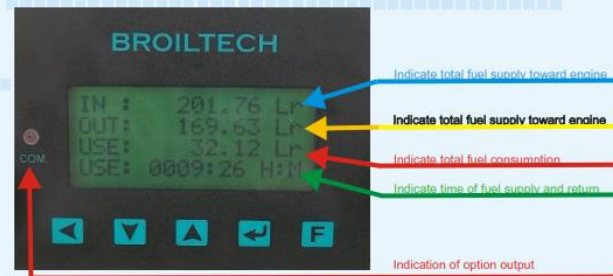 BROILTECH
IN : 201.76 Lr
OUT: 169.63 Lr
USE: 32.12 Lr
USE: 0009:26 H:M
COM.
F
Indicate total fuel supply toward engine
Indicate total fuel supply toward engine
Indicate total fuel consumption
Indicate time of fuel supply and return
Indication of option output